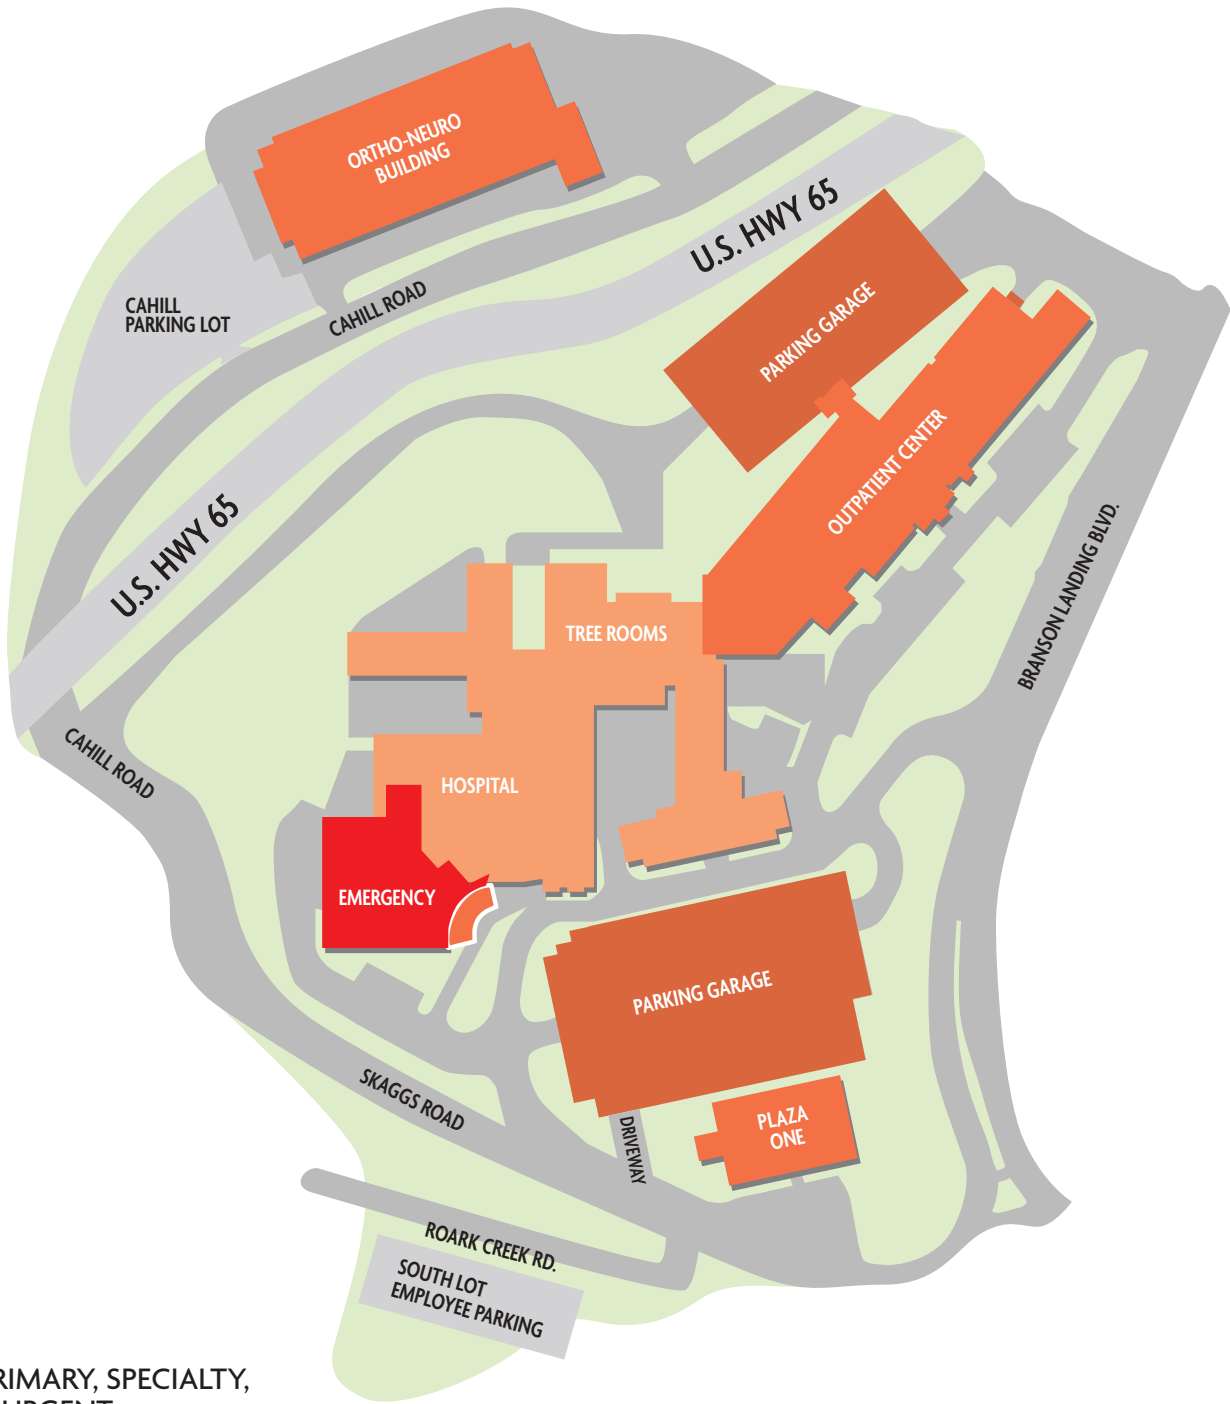 ORTHO-NEURO
BUILDING
U.S. HWY 65
CAHILL
PARKING LOT
CAHILL ROAD
PARKING GARAGE
OUTPATIENT CENTER
U.S. HWY 65
BRANSON LANDING BLVD.
TREE ROOMS
CAHILL ROAD
HOSPITAL
EMERGENCY
PARKING GARAGE
SKAGGS ROAD
PLAZA
ONE
DRIVEWAY
ROARK CREEK RD.
SOUTH LOT
EMPLOYEE PARKING
RIMARY, SPECIALTY,